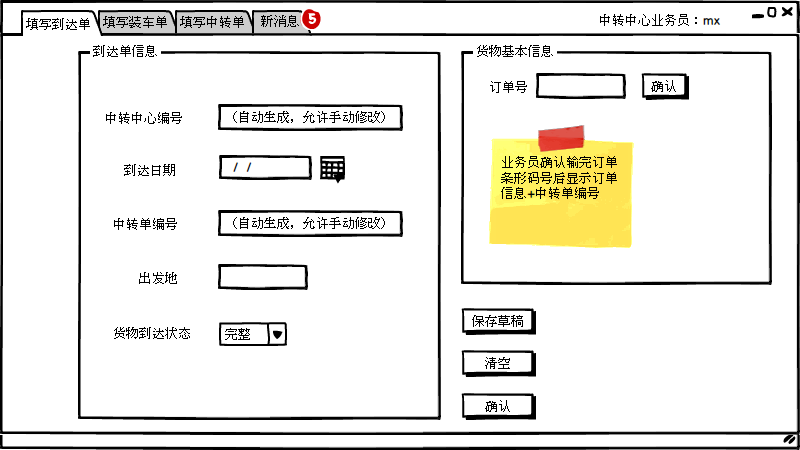 填写到达单
填写装车单
填写中转单
新消息
5
中转中心业务员：mx
到达单信息
中转中心编号
（自动生成，允许手动修改）
到达日期
/ /
中转单编号
（自动生成，允许手动修改）
出发地
货物到达状态
完整
货物基本信息
订单号
确认
业务员确认输完订单
条形码号后显示订单
信息+中转单编号
保存草稿
清空
确认